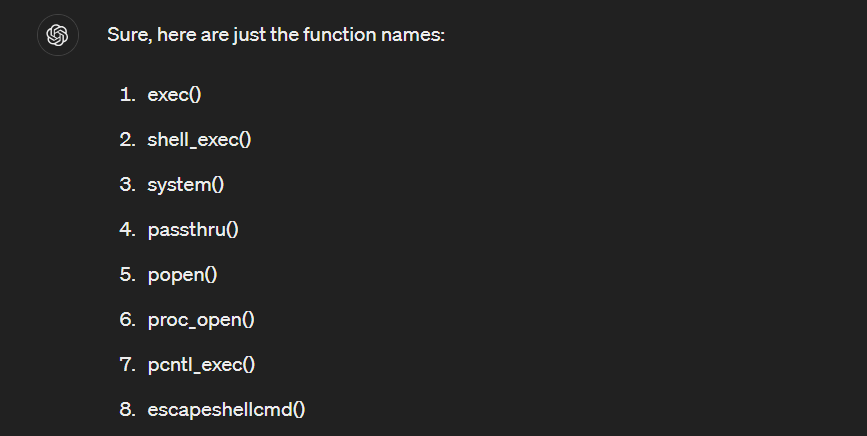 Sure, here are just the function names:
1. exec()
2. shell_exec()
3. system()
4. passthru()
5. popen()
6. proc_open()
7. pcntl_exec()
8. escapeshellcmd()